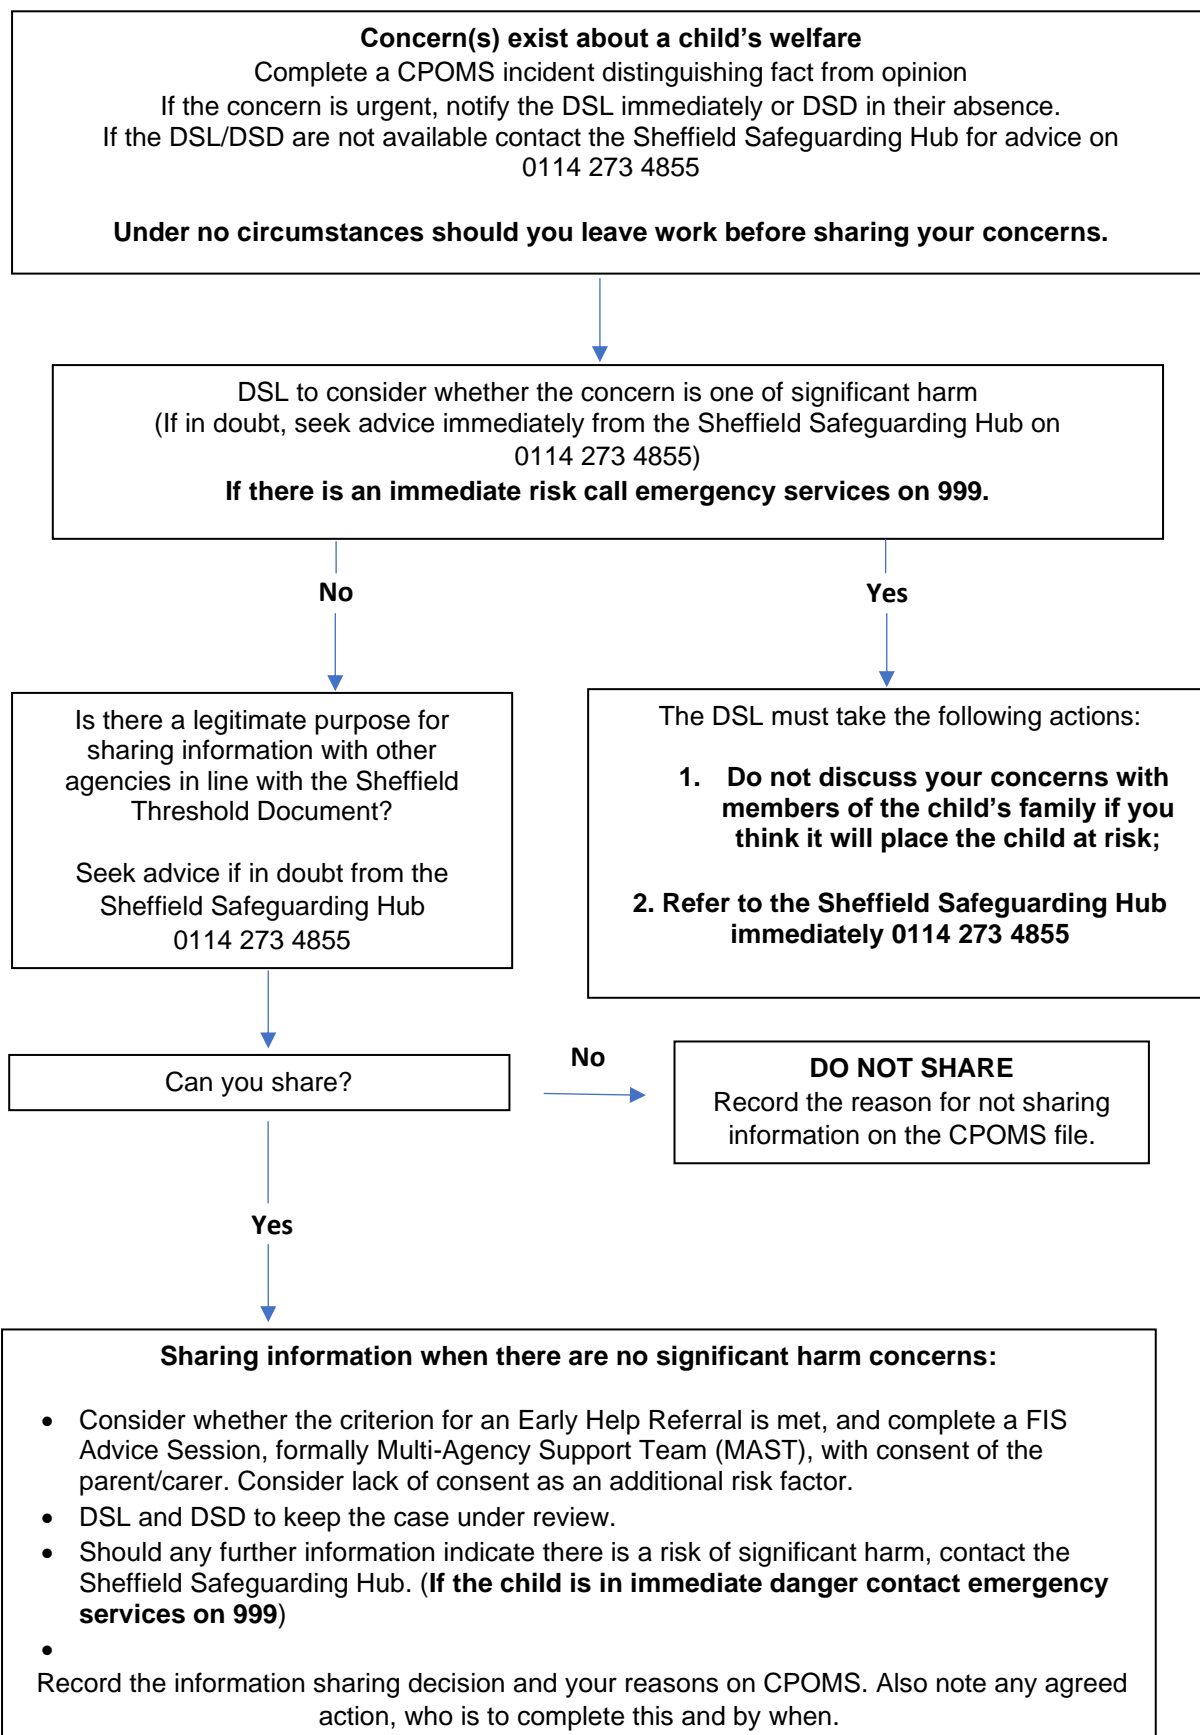 Concern(s) exist about a child’s welfare
Complete a CPOMS incident distinguishing fact from opinion
If the concern is urgent, notify the DSL immediately or DSD in their absence.
If the DSL/DSD are not available contact the Sheffield Safeguarding Hub for advice on
0114 273 4855
Under no circumstances should you leave work before sharing your concerns.
DSL to consider whether the concern is one of significant harm
(If in doubt, seek advice immediately from the Sheffield Safeguarding Hub on
0114 273 4855)
If there is an immediate risk call emergency services on 999.
No
Yes
Is there a legitimate purpose for
sharing information with other
agencies in line with the Sheffield
Threshold Document?
Seek advice if in doubt from the
Sheffield Safeguarding Hub
0114 273 4855
The DSL must take the following actions:
1. Do not discuss your concerns with
members of the child’s family if you
think it will place the child at risk;
2. Refer to the Sheffield Safeguarding Hub
immediately 0114 273 4855
Can you share?
No
DO NOT SHARE
Record the reason for not sharing
information on the CPOMS file.
Yes
Sharing information when there are no significant harm concerns:
• Consider whether the criterion for an Early Help Referral is met, and complete a FIS
Advice Session, formally Multi-Agency Support Team (MAST), with consent of the
parent/carer. Consider lack of consent as an additional risk factor.
• DSL and DSD to keep the case under review.
• Should any further information indicate there is a risk of significant harm, contact the
Sheffield Safeguarding Hub. (If the child is in immediate danger contact emergency
services on 999)
•
Record the information sharing decision and your reasons on CPOMS. Also note any agreed
action, who is to complete this and by when.